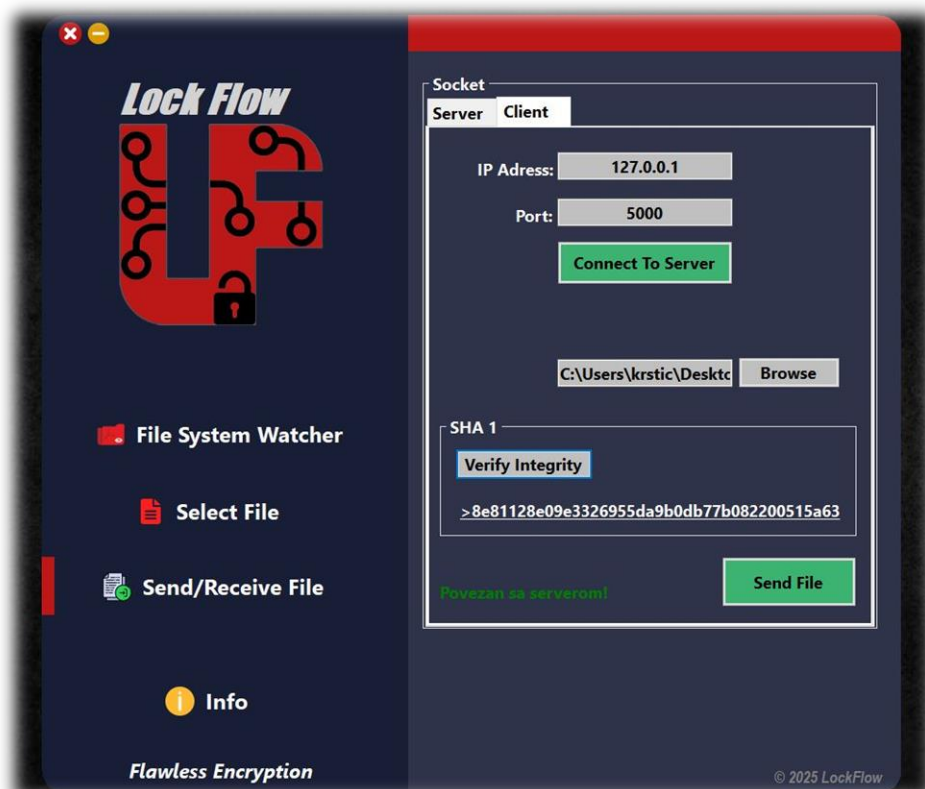 Lock Flow
File System Watcher
Select File
Send/Receive File
Info
Flawless Encryption
Socket
Server Client
IP Adress: 127.0.0.1
Port: 5000
Connect To Server
C:\Users\krstic\Desktc Browse
SHA 1
Verify Integrity
>8e81128e09e3326955da9b0db77b082200515a63
Povezan sa serverom!
Send File
© 2025 LockFlow